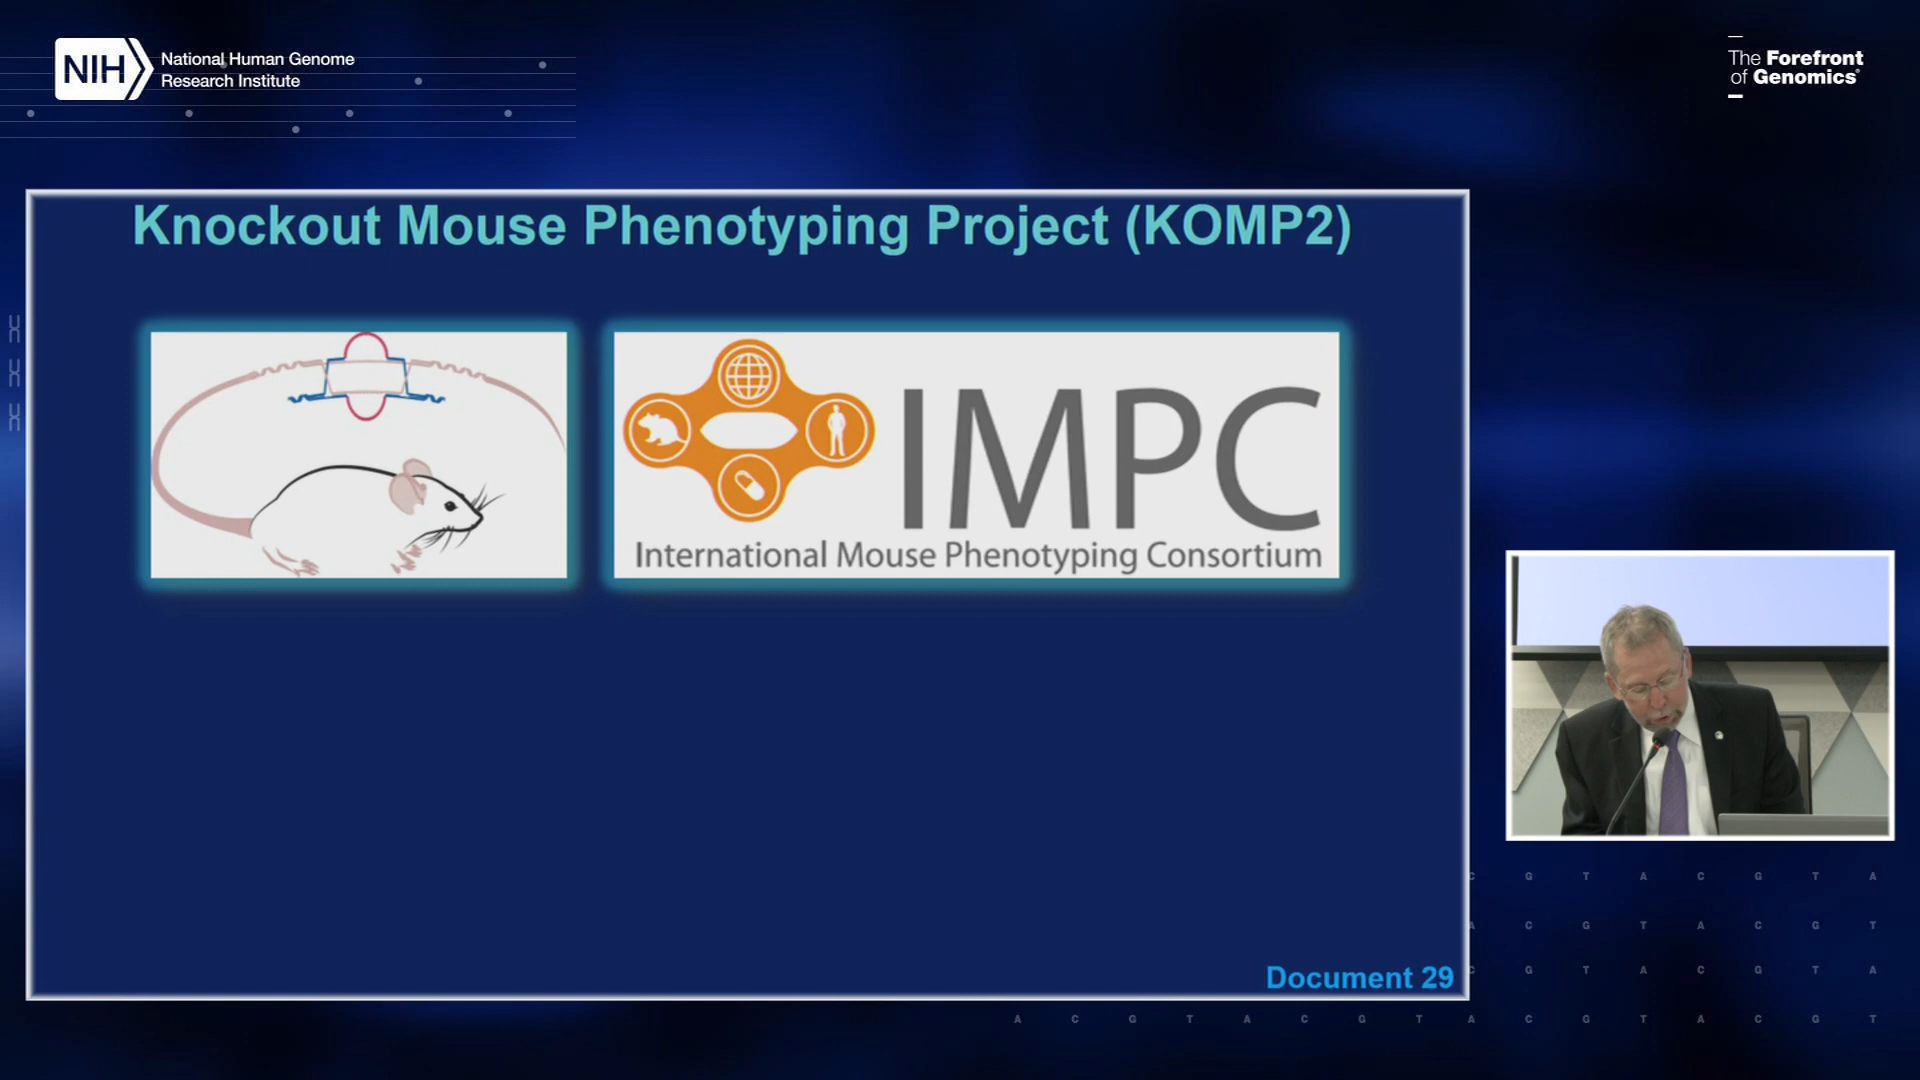 NIH
National Human Genome
Research Institute
The Forefront
of Genomics®
Knockout Mouse Phenotyping Project (KOMP2)
IMPC
International Mouse Phenotyping Consortium
Document 29
C G T A C G T A
A C G T A C G T
C G T A C G T A
A C G T A C G T A C G T A C G T